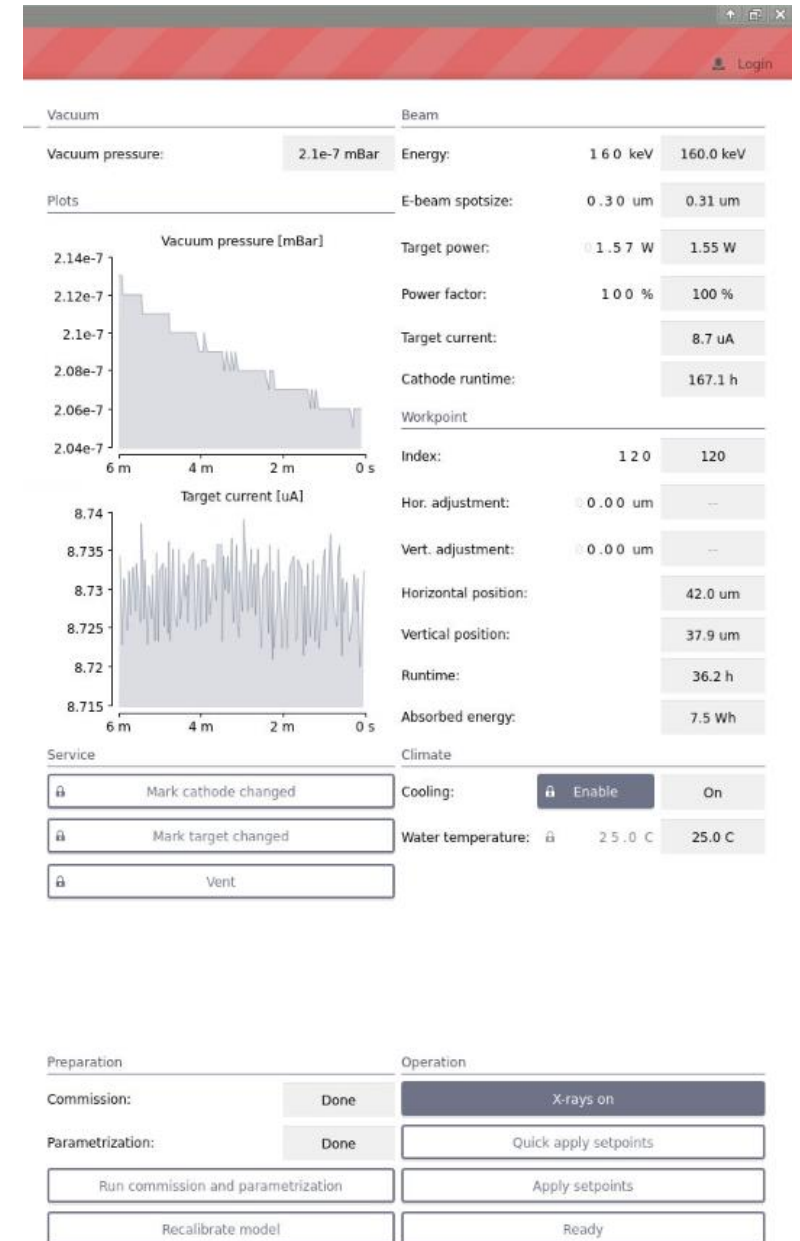 Login
Vacuum
Vacuum pressure: 2.1e-7 mBar
Plots
Vacuum pressure [mBar]
2.14e-7
2.12e-7
2.1e-7
2.08e-7
2.06e-7
2.04e-7
6 m 4 m 2 m 0 s
Target current [uA]
8.74
8.735
8.73
8.725
8.72
8.715
6 m 4 m 2 m 0 s
Service
Mark cathode changed
Mark target changed
Vent
Beam
Energy: 160 keV 160.0 keV
E-beam spotsize: 0.30 um 0.31 um
Target power: 01.57 W 1.55 W
Power factor: 100 % 100 %
Target current: 8.7 uA
Cathode runtime: 167.1 h
Workpoint
Index: 120 120
Hor. adjustment: 00.00 um --
Vert. adjustment: 00.00 um --
Horizontal position: 42.0 um
Vertical position: 37.9 um
Runtime: 36.2 h
Absorbed energy: 7.5 Wh
Climate
Cooling: Enable On
Water temperature: 25.0 C 25.0 C
Preparation
Commission: Done
Parametrization: Done
Run commission and parametrization
Recalibrate model
Operation
X-rays on
Quick apply setpoints
Apply setpoints
Ready